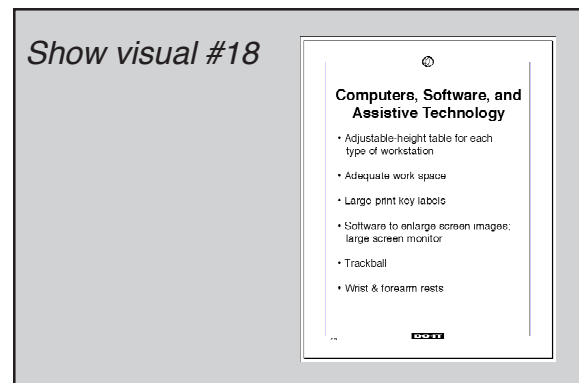 Show visual #18
Computers, Software, and
Assistive Technology
• Adjustable-height table for each
type of workstation
• Adequate work space
• Large print key labels
• Software to enlarge screen images;
large screen monitor
• Trackball
• Wrist & forearm rests
DO-IT